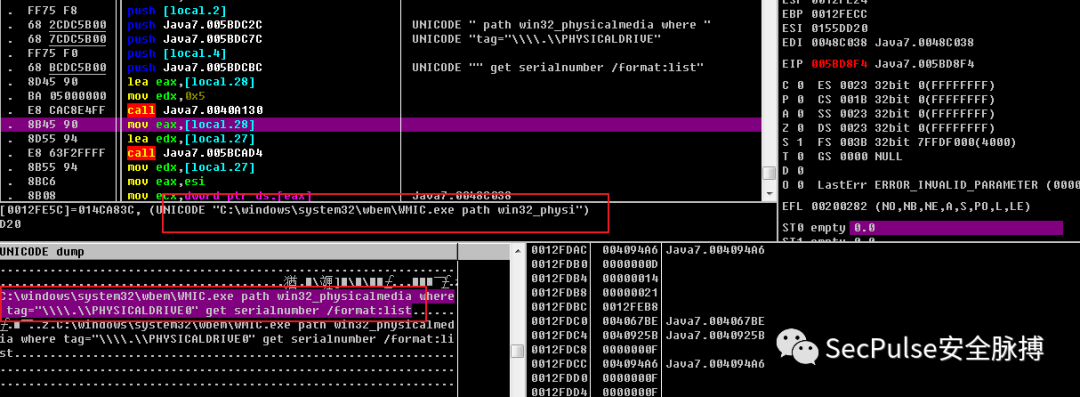 . FF75 F8 push [local.2]
. 68 2CDC5B00 push Java7.005BDC2C UNICODE " path win32_physicalmedia where "
. 68 7CDC5B00 push Java7.005BDC7C UNICODE "tag="\\\\.\\PHYSICALDRIVE"
. FF75 F0 push [local.4]
. 68 BCDC5B00 push Java7.005BDCBC UNICODE "" get serialnumber /format:list"
. 8D45 90 lea eax,[local.28]
. BA 05000000 mov edx,0x5
. E8 CAC8E4FF call Java7.0040A130
. 8B45 90 mov eax,[local.28]
. 8D55 94 lea edx,[local.27]
. E8 63F2FFFF call Java7.005BCAD4
. 8B55 94 mov edx,[local.27]
. 8BC6 mov eax,esi
. 8B08 mov ecx,dword ptr ds:[eax] Java7.0048C038
[0012FE5C]=014CA83C, (UNICODE "C:\windows\system32\wbem\WMIC.exe path win32_physi")
D20
ESP 0012FE24
EBP 0012FECC
ESI 0155DD20
EDI 0048C038 Java7.0048C038
EIP 005BD8F4 Java7.005BD8F4
C 0 ES 0023 32bit 0(FFFFFFFF)
P 0 CS 001B 32bit 0(FFFFFFFF)
A 0 SS 0023 32bit 0(FFFFFFFF)
Z 0 DS 0023 32bit 0(FFFFFFFF)
S 1 FS 003B 32bit 7FFDF000(4000)
T 0 GS 0000 NULL
D 0
O 0 LastErr ERROR_INVALID_PARAMETER (0000
EFL 00200282 (NO,NB,NE,A,S,PO,L,LE)
ST0 empty 0.0
ST1 empty 0.0
UNICODE dump
C:\windows\system32\wbem\WMIC.exe path win32_physicalmedia where
tag="\\\\.\\PHYSICALDRIVE0" get serialnumber /format:list......
..2.C:\windows\system32\wbem\WMIC.exe path win32_physicalmed
ia where tag="\\\\.\\PHYSICALDRIVE0" get serialnumber /format:li
st
0012FDAC 004094A6 Java7.004094A6
0012FDB0 0000000D
0012FDB4 00000014
0012FDB8 00000021
0012FDBC 0012FEB8
0012FDC0 004067BE Java7.004067BE
0012FDC4 0040925B Java7.0040925B
0012FDC8 0000000F
0012FDCC 004094A6 Java7.004094A6
0012FDD0 0000000F
0012FDD4 0000000F
SecPulse安全脉搏